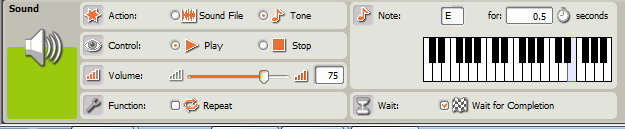 Sound
Action: Sound File Tone
Control: Play Stop
Volume: 75
Function: Repeat
Note: E for: 0.5 seconds
Wait: Wait for Completion